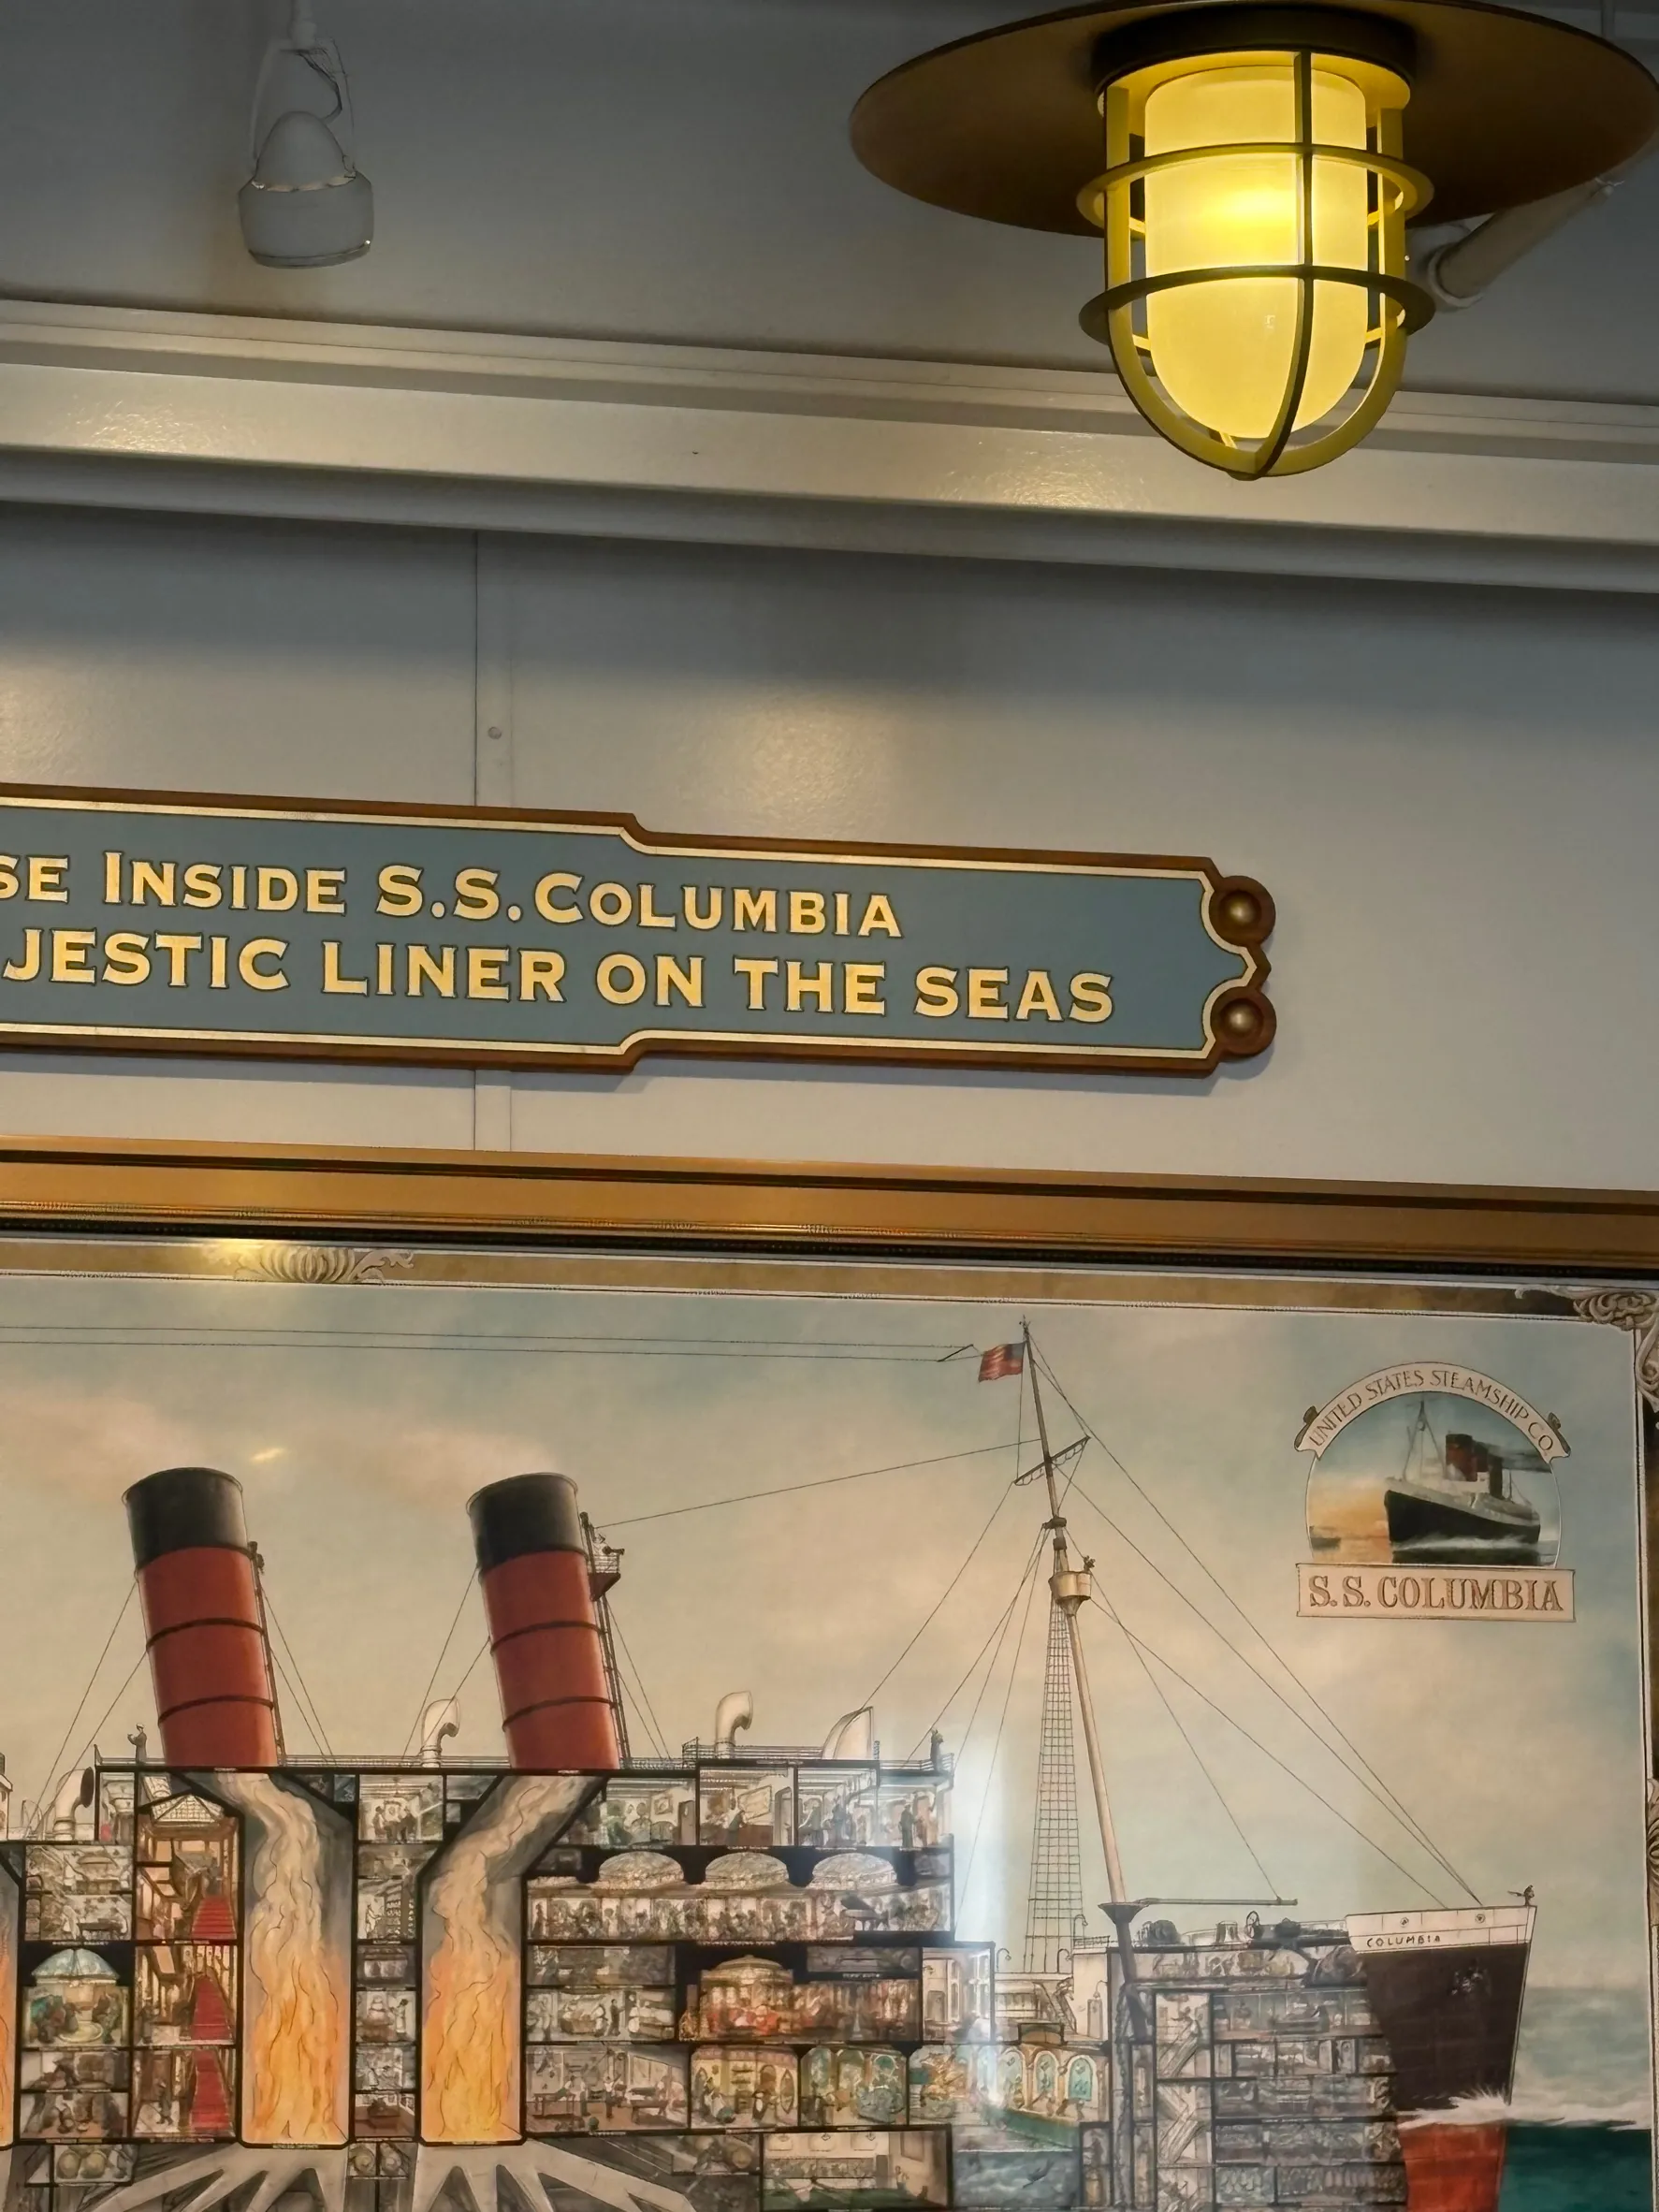 SE INSIDE S.S. COLUMBIA
JESTIC LINER ON THE SEAS
UNITED STATES STEAMSHIP CO.
S.S. COLUMBIA
COLUMBIA